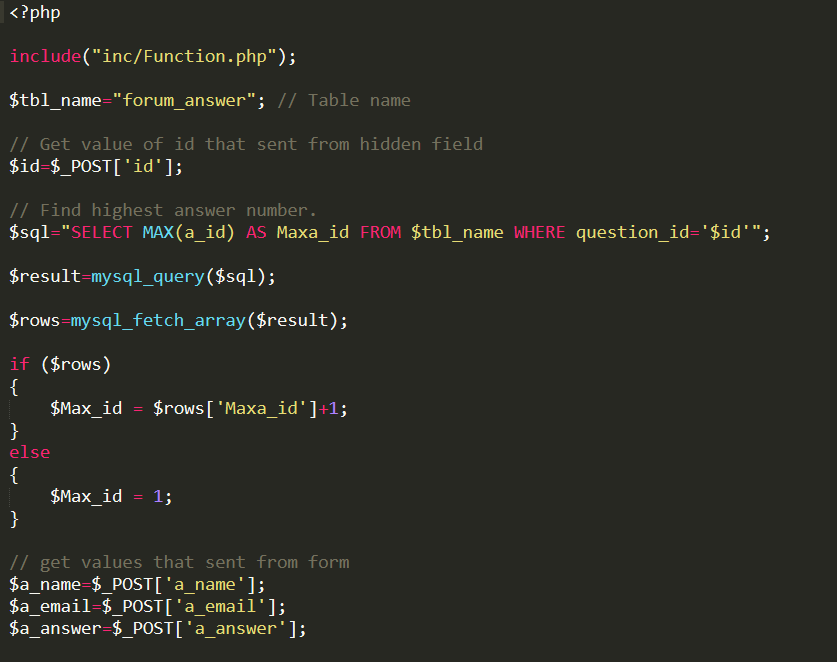 <?php
include("inc/Function.php");
$tbl_name="forum_answer"; // Table name
// Get value of id that sent from hidden field
$id=$_POST['id'];
// Find highest answer number.
$sql="SELECT MAX(a_id) AS Maxa_id FROM $tbl_name WHERE question_id='$id'";
$result=mysql_query($sql);
$rows=mysql_fetch_array($result);
if ($rows)
{
    $Max_id = $rows['Maxa_id']+1;
}
else
{
    $Max_id = 1;
}
// get values that sent from form
$a_name=$_POST['a_name'];
$a_email=$_POST['a_email'];
$a_answer=$_POST['a_answer'];